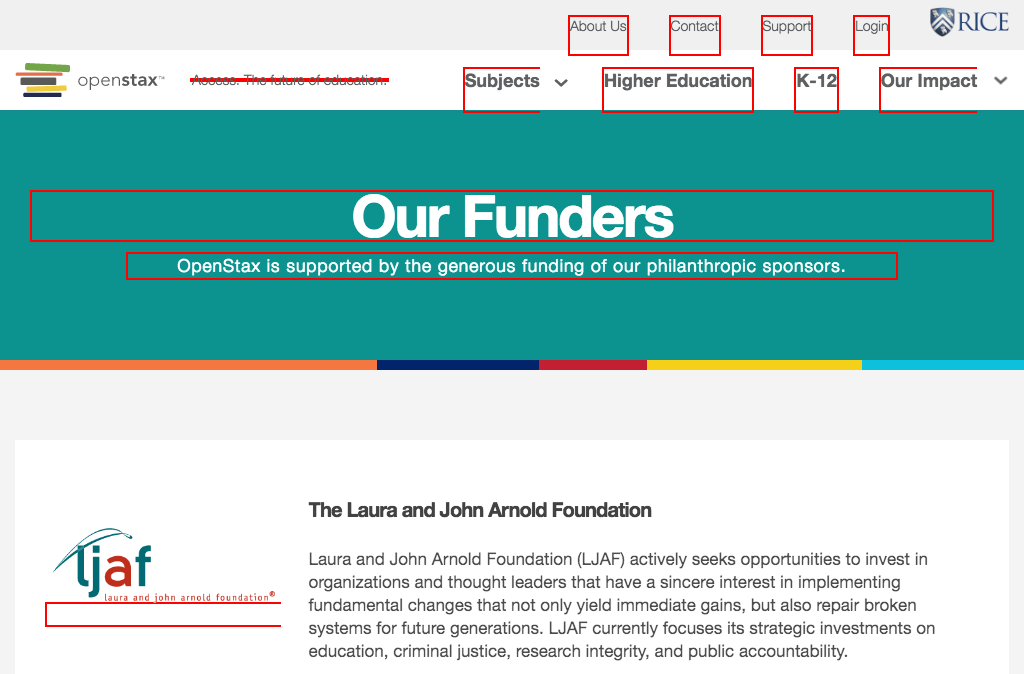 About Us Contact Support Login RICE
openstax™ Access. The future of education. Subjects Higher Education K-12 Our Impact
Our Funders
OpenStax is supported by the generous funding of our philanthropic sponsors.
The Laura and John Arnold Foundation
ljaf
laura and john arnold foundation®
Laura and John Arnold Foundation (LJAF) actively seeks opportunities to invest in
organizations and thought leaders that have a sincere interest in implementing
fundamental changes that not only yield immediate gains, but also repair broken
systems for future generations. LJAF currently focuses its strategic investments on
education, criminal justice, research integrity, and public accountability.